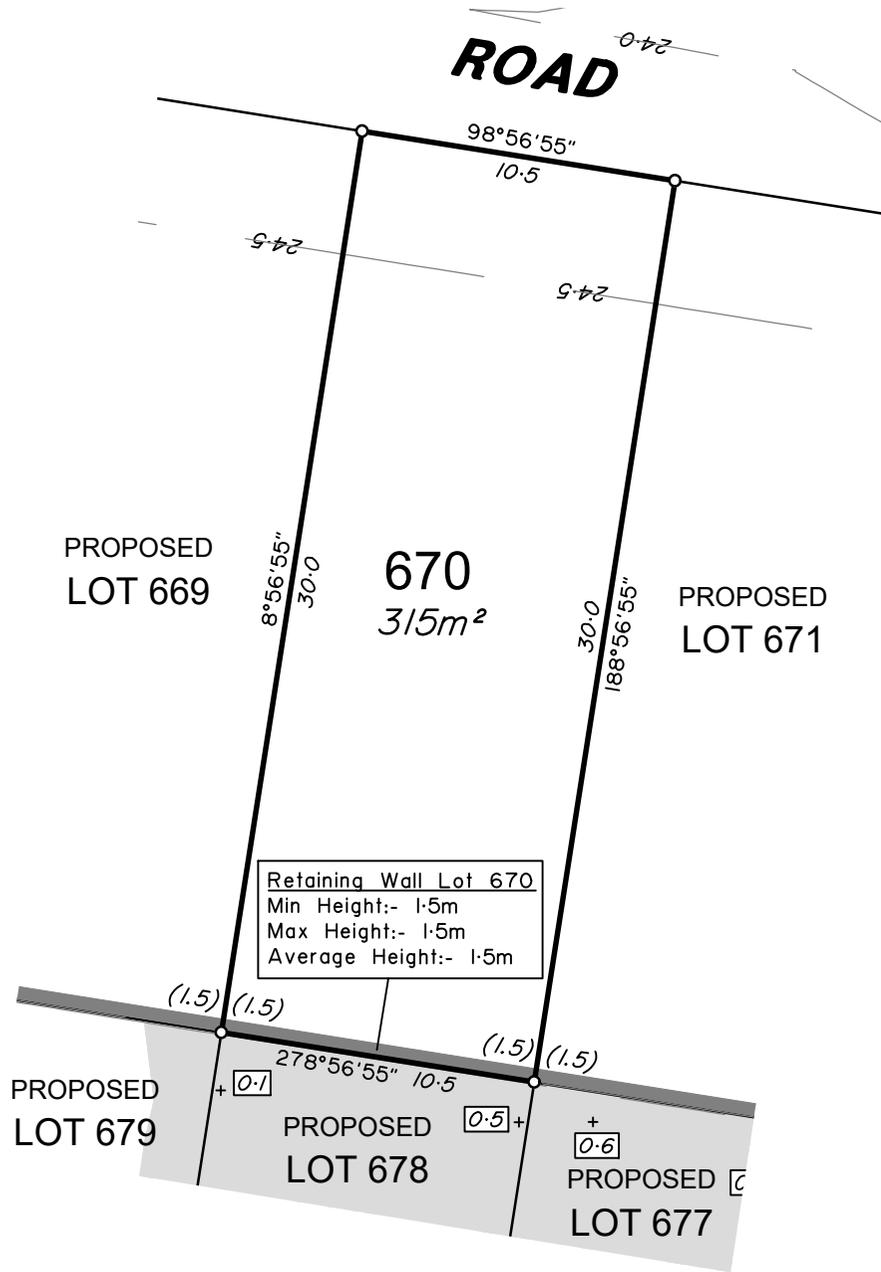 24·0
ROAD
98°56'55"
10·5
24·5
24·5
PROPOSED
LOT 669
8°56'55"
30·0
670
315m²
30·0
188°56'55"
PROPOSED
LOT 671
Retaining Wall Lot 670
Min Height:- 1·5m
Max Height:- 1·5m
Average Height:- 1·5m
(1.5) (1.5)
(1.5) (1.5)
278°56'55" 10·5
PROPOSED
LOT 679
0·1
PROPOSED
LOT 678
0·5
0·6
PROPOSED
LOT 677